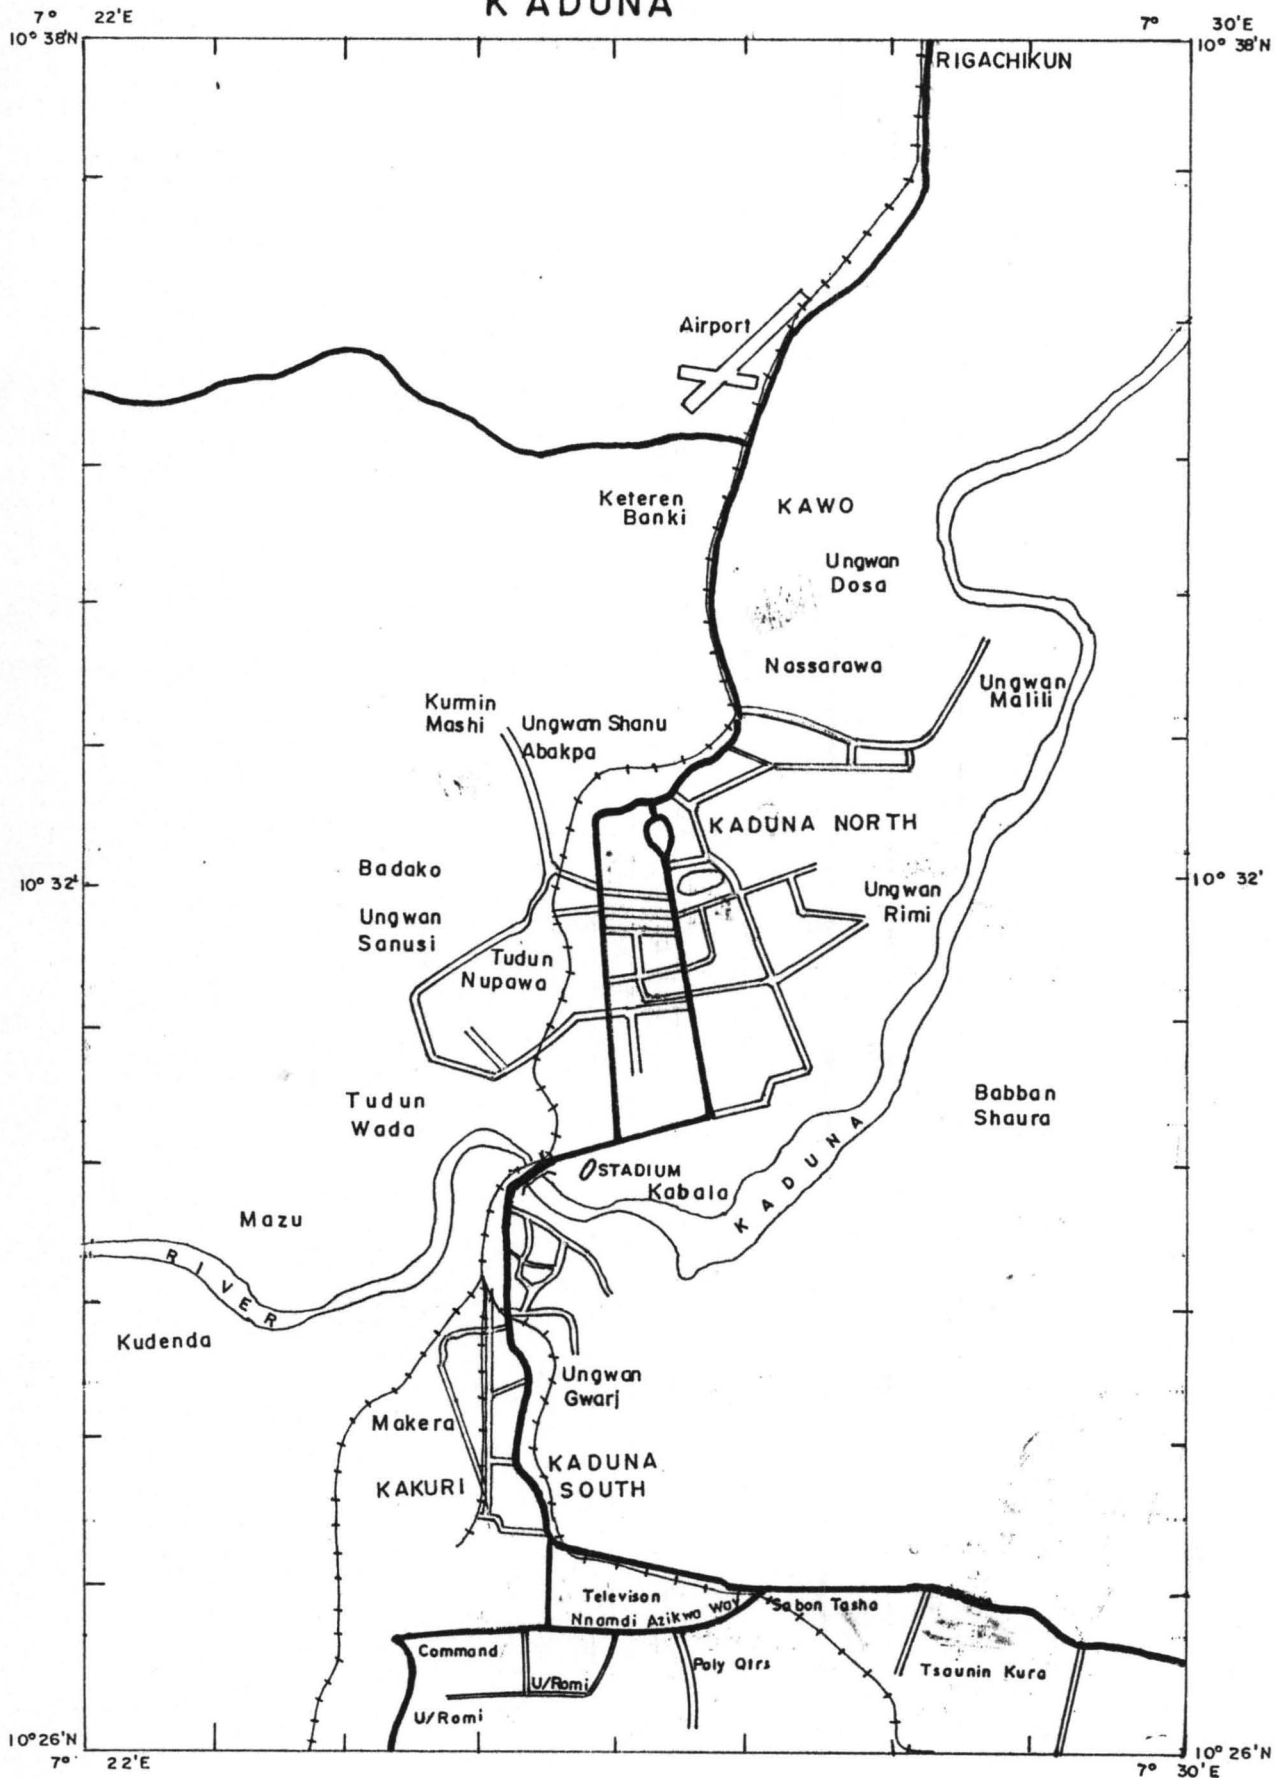 KADUNA
7° 22'E
10° 38'N
7° 30'E
10° 38'N
RIGACHIKUN
Airport
Keteren
Banki
KAWO
Ungwan
Dosa
Nassarawa
Ungwan
Malili
Kurmin
Mashi
Ungwan Shanu
Abakpa
KADUNA NORTH
Badako
10° 32'
10° 32'
Ungwan
Rimi
Ungwan
Sanusi
Tudun
Nupawa
Tudun
Wada
Babban
Shaura
STADIUM
Kabala
KADUNA
Mazu
RIVER
Kudenda
Ungwan
Gwarj
Makera
KADUNA
SOUTH
KAKURI
Televison
Nnamdi Azikwa Way
Sabon Tasha
Command
U/Romi
Poly Qtrs
Tsaunin Kura
U/Romi
10° 26'N
7° 22'E
10° 26'N
7° 30'E